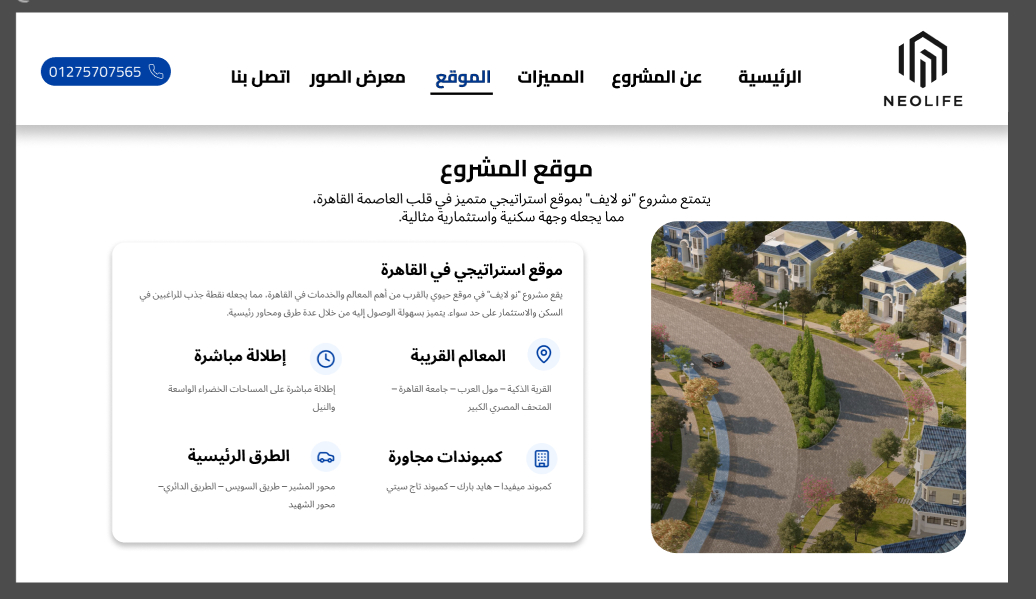 NEOLIFE
الرئيسية
عن المشروع
المميزات
الموقع
معرض الصور
اتصل بنا
01275707565
موقع المشروع
يتمتع مشروع "نو لايف" بموقع استراتيجي متميز في قلب العاصمة القاهرة،
مما يجعله وجهة سكنية واستثمارية مثالية.
موقع استراتيجي في القاهرة
يقع مشروع "نو لايف" في موقع حيوي بالقرب من أهم المعالم والخدمات في القاهرة، مما يجعله نقطة جذب للراغبين في
السكن والاستثمار على حد سواء. يتميز بسهولة الوصول إليه من خلال عدة طرق ومحاور رئيسية.
المعالم القريبة
القرية الذكية – مول العرب – جامعة القاهرة –
المتحف المصري الكبير
إطلالة مباشرة
إطلالة مباشرة على المساحات الخضراء الواسعة
والنيل
كمبوندات مجاورة
كمبوند ميفيدا – هايد بارك – كمبوند تاج سيتي
الطرق الرئيسية
محور المشير – طريق السويس – الطريق الدائري–
محور الشهيد